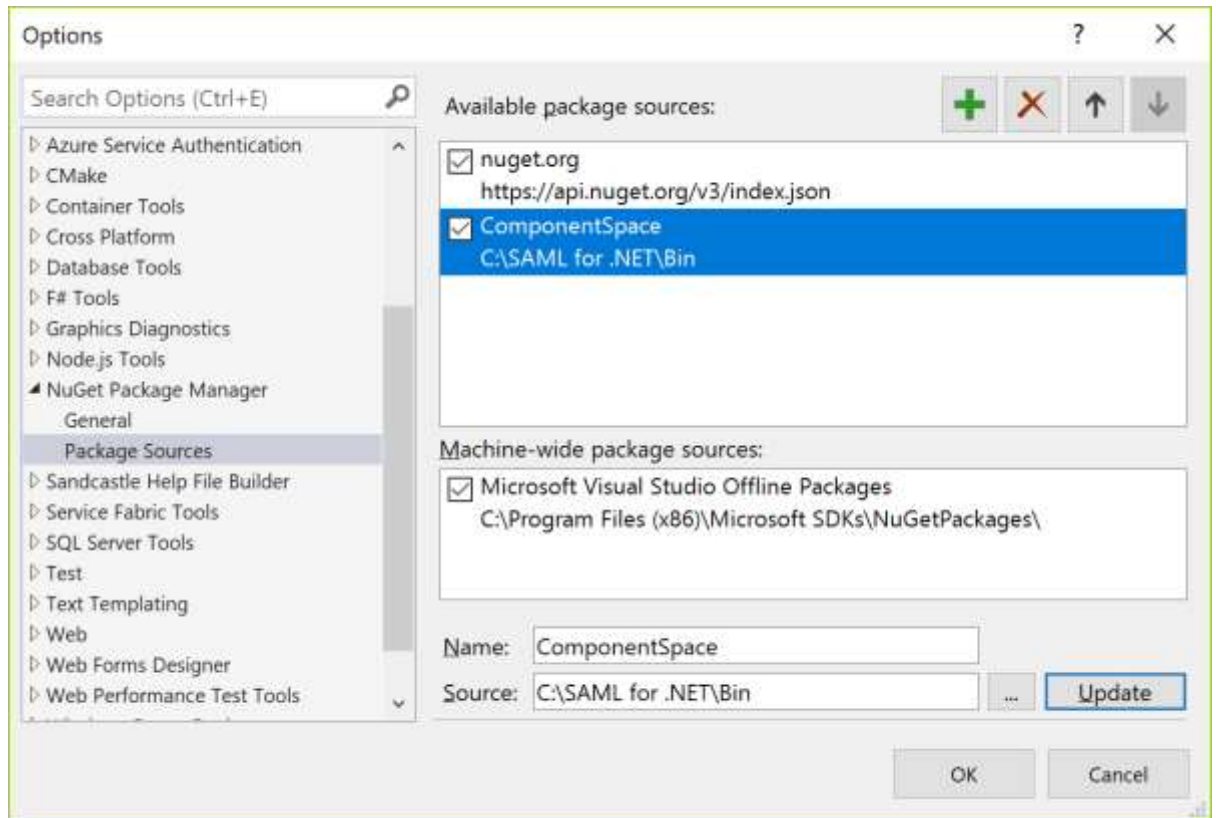 Options
?
Search Options (Ctrl+E)
Azure Service Authentication
CMake
Container Tools
Cross Platform
Database Tools
F# Tools
Graphics Diagnostics
Node.js Tools
NuGet Package Manager
General
Package Sources
Sandcastle Help File Builder
Service Fabric Tools
SQL Server Tools
Test
Text Templating
Web
Web Forms Designer
Web Performance Test Tools
Available package sources:
nuget.org
https://api.nuget.org/v3/index.json
ComponentSpace
C:\SAML for .NET\Bin
Machine-wide package sources:
Microsoft Visual Studio Offline Packages
C:\Program Files (x86)\Microsoft SDKs\NuGetPackages\
Name: ComponentSpace
Source: C:\SAML for .NET\Bin ... Update
OK Cancel